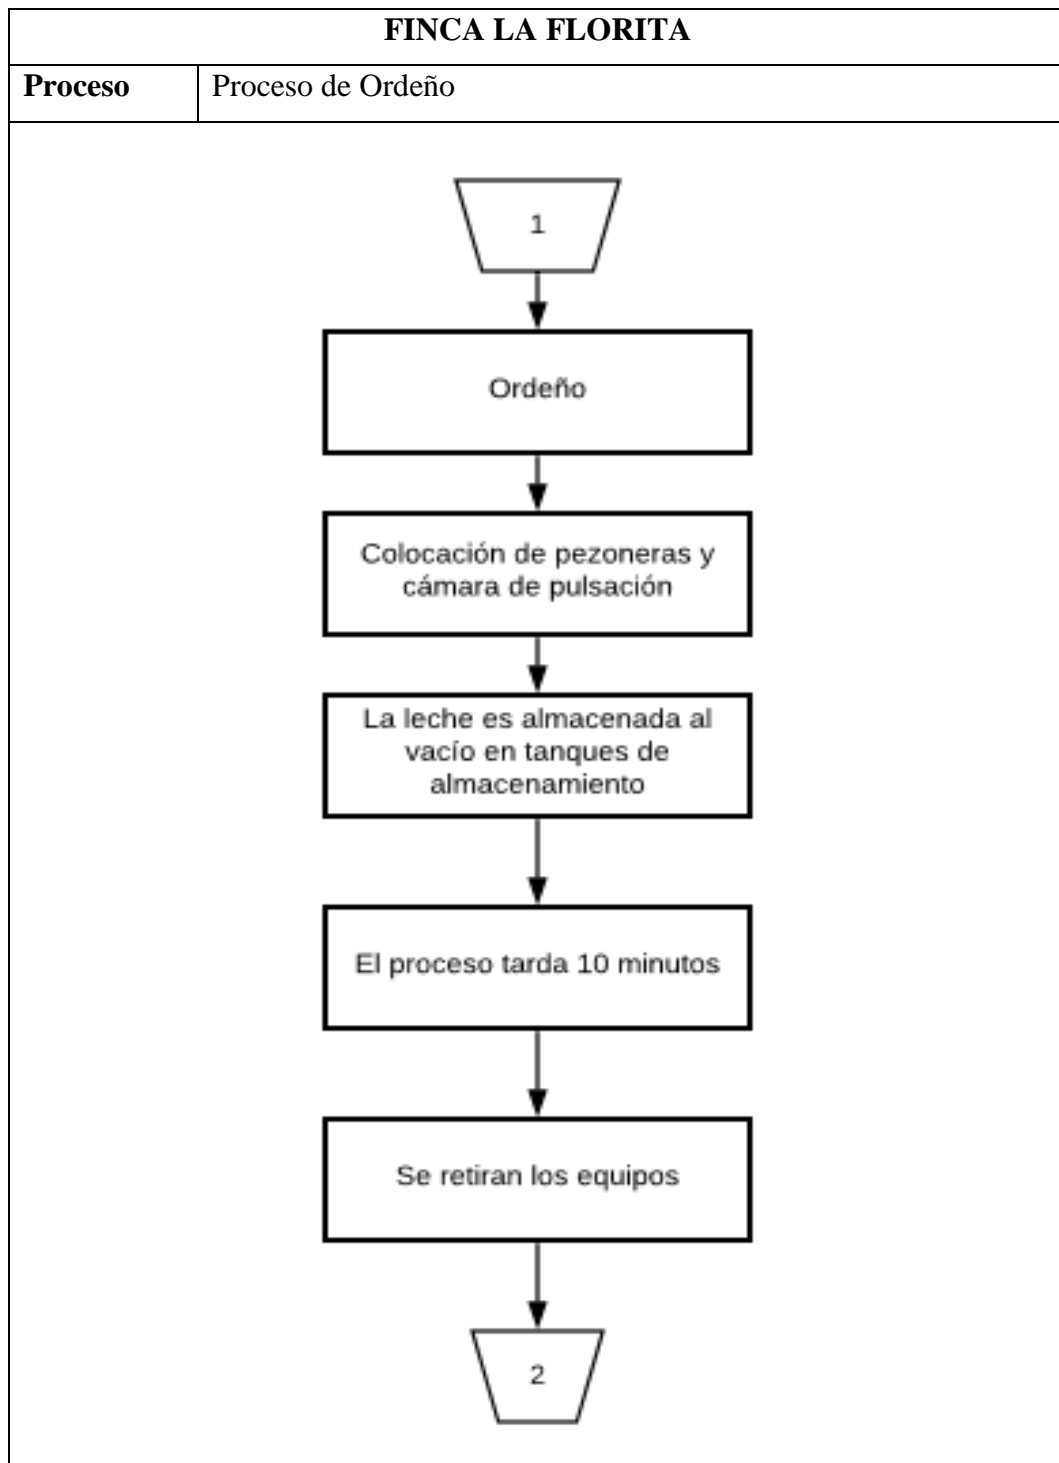 FINCA LA FLORITA
Proceso
Proceso de Ordeño
1
Ordeño
Colocación de pezoneras y
cámara de pulsación
La leche es almacenada al
vacío en tanques de
almacenamiento
El proceso tarda 10 minutos
Se retiran los equipos
2